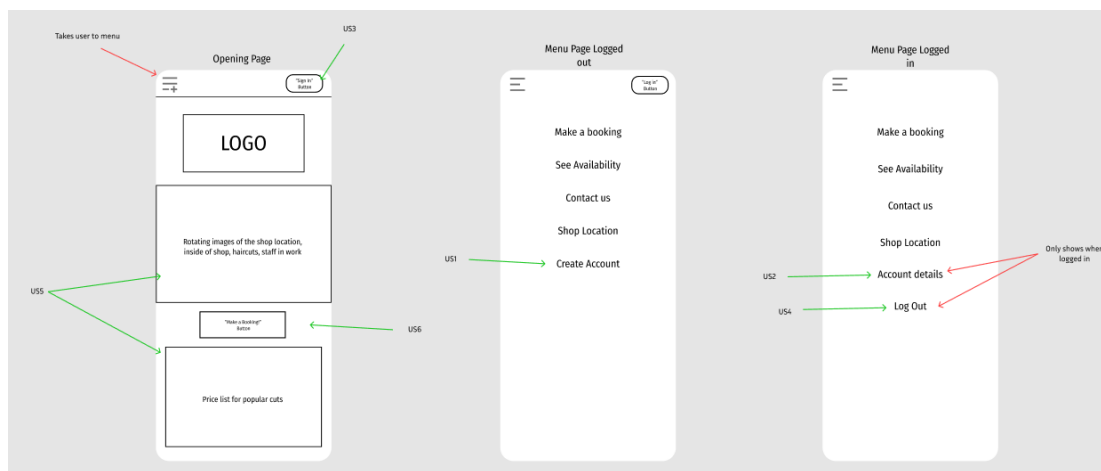 Takes user to menu
US3
Opening Page
"Sign in"
Button
LOGO
Rotating images of the shop location,
inside of shop, haircuts, staff in work
US5
"Make a Booking!"
Button
US6
Price list for popular cuts
Menu Page Logged
out
"Log in"
Button
Make a booking
See Availability
Contact us
Shop Location
US1
Create Account
Menu Page Logged
in
Make a booking
See Availability
Contact us
Shop Location
Only shows when
logged in
US2
Account details
US4
Log Out